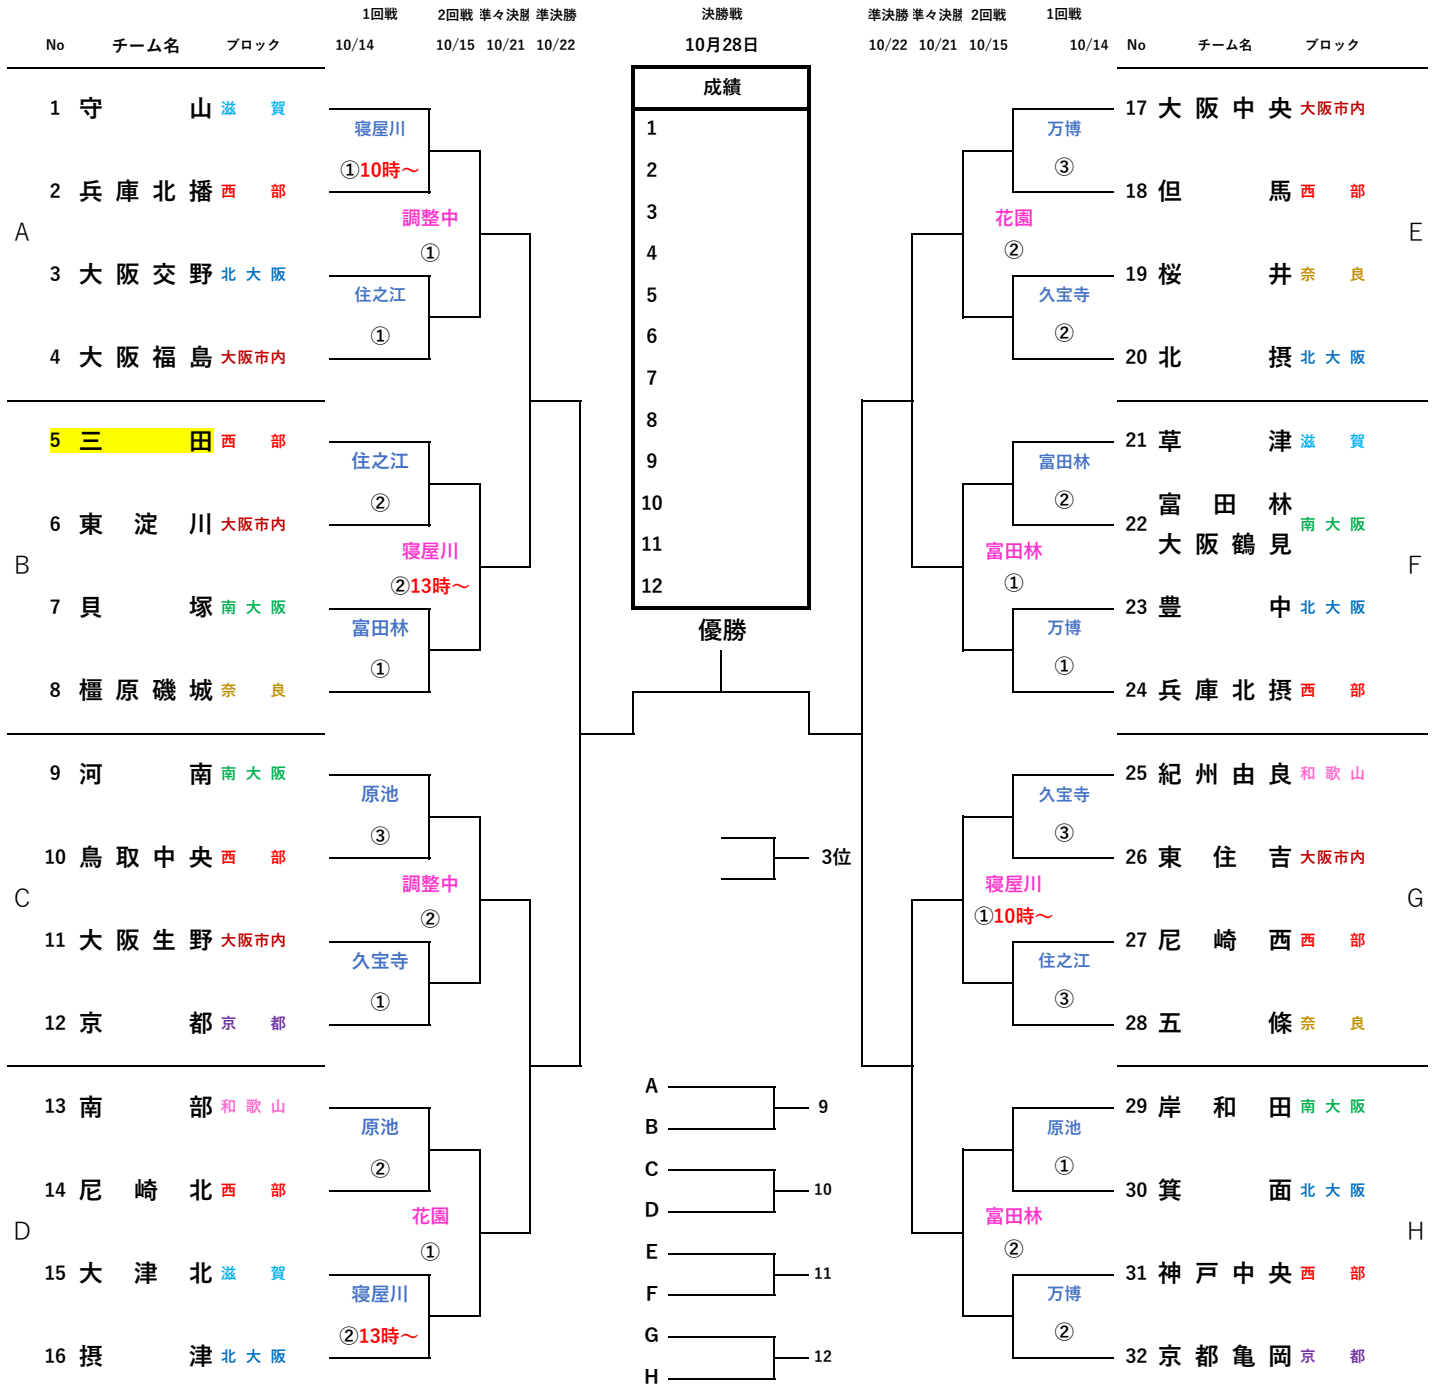 1回戦 2回戦 準々決勝 準決勝 決勝戦 準決勝 準々決勝 2回戦 1回戦
No チーム名 ブロック 10/14 10/15 10/21 10/22 10月28日 10/22 10/21 10/15 10/14 No チーム名 ブロック
成績
1
2
3
4
5
6
7
8
9
10
11
12
優勝
3位
A
1 守山 滋賀
寝屋川
①10時～
2 兵庫北播 西部
調整中
①
3 大阪交野 北大阪
住之江
①
4 大阪福島 大阪市内
B
5 三田 西部
住之江
②
6 東淀川 大阪市内
寝屋川
②13時～
7 貝塚 南大阪
富田林
①
8 橿原磯城 奈良
C
9 河南 南大阪
原池
③
10 鳥取中央 西部
調整中
②
11 大阪生野 大阪市内
久宝寺
①
12 京都 京都
D
13 南部 和歌山
原池
②
14 尼崎北 西部
花園
①
15 大津北 滋賀
寝屋川
②13時～
16 摂津 北大阪
E
17 大阪中央 大阪市内
万博
③
18 但馬 西部
花園
②
19 桜井 奈良
久宝寺
②
20 北摂 北大阪
F
21 草津 滋賀
富田林
②
22 富田林 大阪鶴見 南大阪
富田林
①
23 豊中 北大阪
万博
①
24 兵庫北摂 西部
G
25 紀州由良 和歌山
久宝寺
③
26 東住吉 大阪市内
寝屋川
①10時～
27 尼崎西 西部
住之江
③
28 五條 奈良
H
29 岸和田 南大阪
原池
①
30 箕面 北大阪
富田林
②
31 神戸中央 西部
万博
②
32 京都亀岡 京都
A
9
B
C
10
D
E
11
F
G
12
H